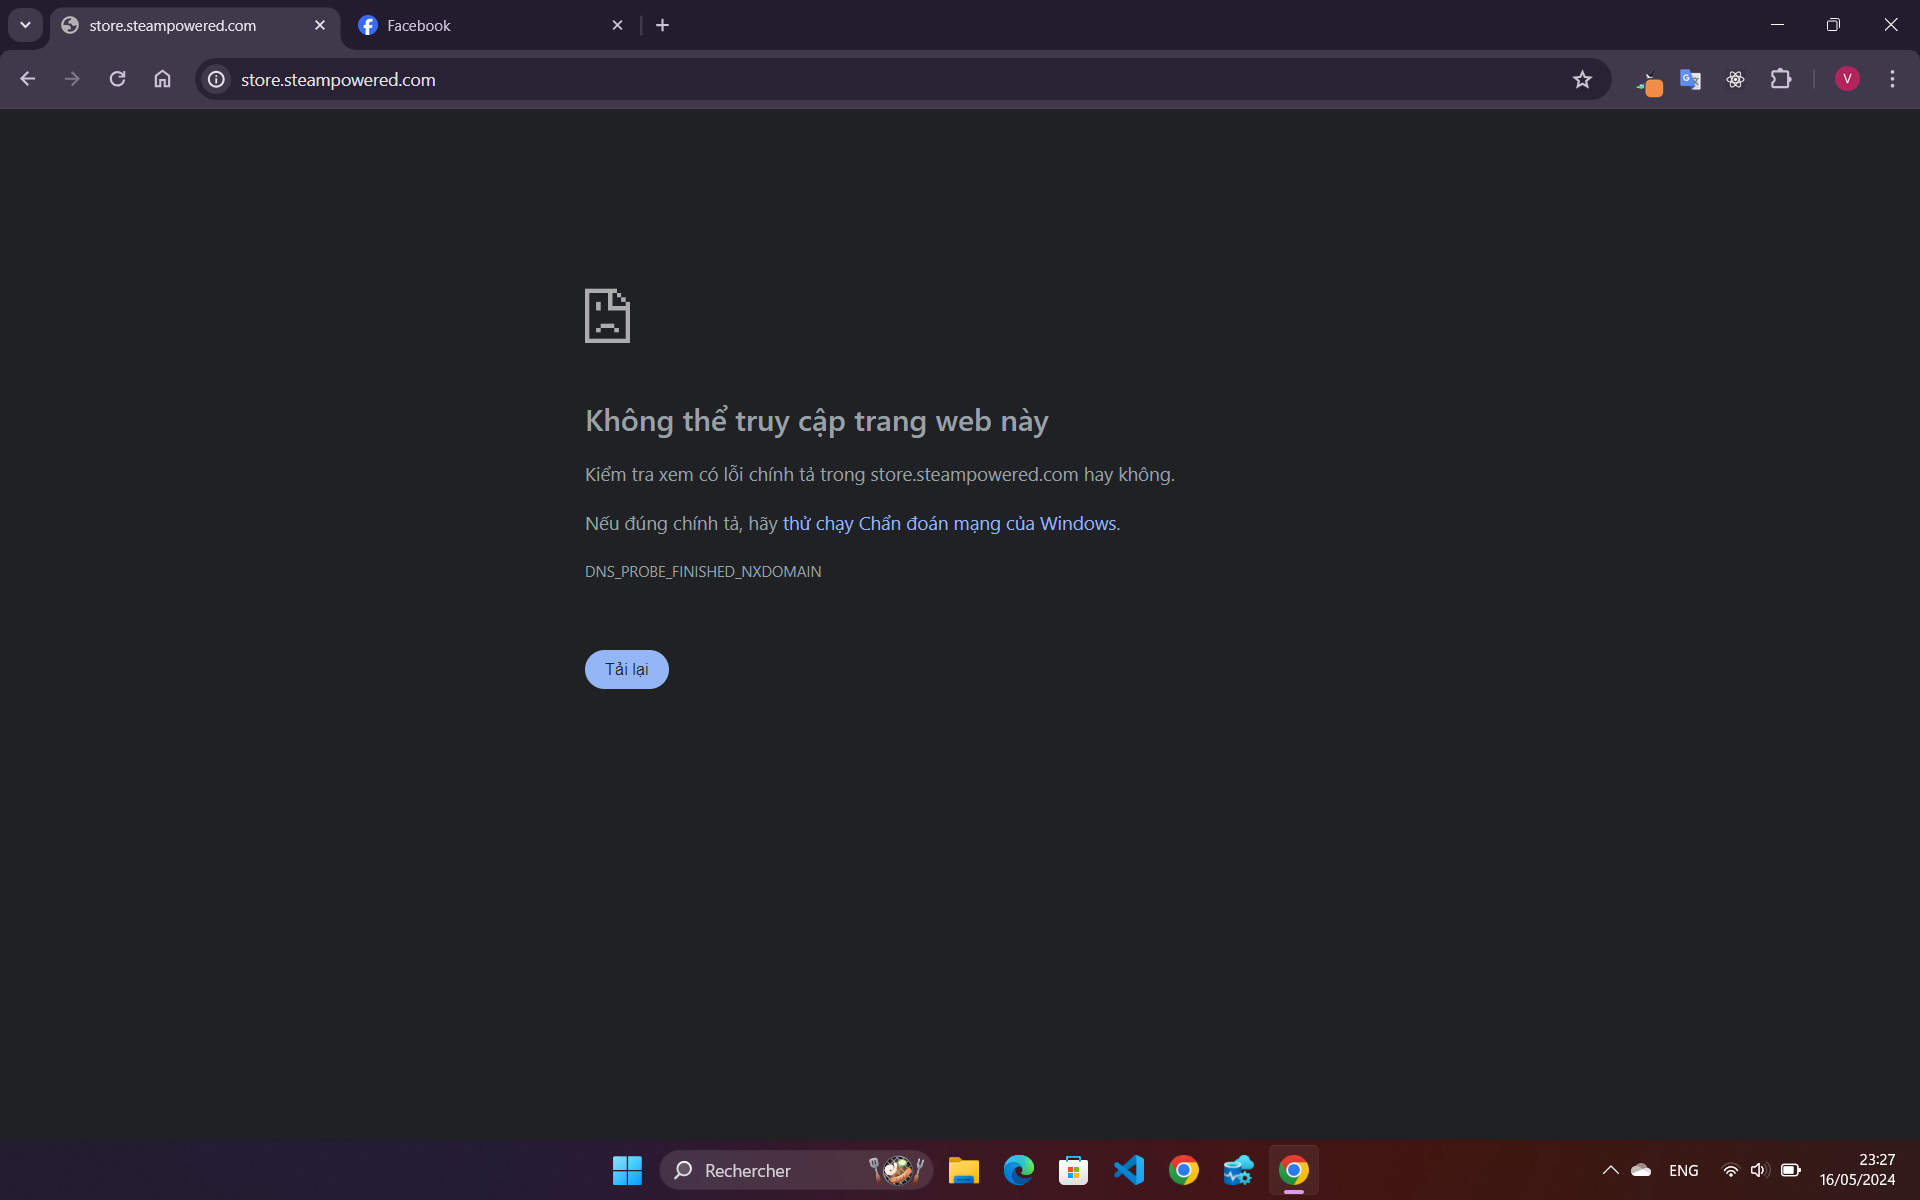 store.steampowered.com
Facebook
store.steampowered.com
V
Không thể truy cập trang web này
Kiểm tra xem có lỗi chính tả trong store.steampowered.com hay không.
Nếu đúng chính tả, hãy thử chạy Chẩn đoán mạng của Windows.
DNS_PROBE_FINISHED_NXDOMAIN
Tải lại
Rechercher
ENG
23:27
16/05/2024